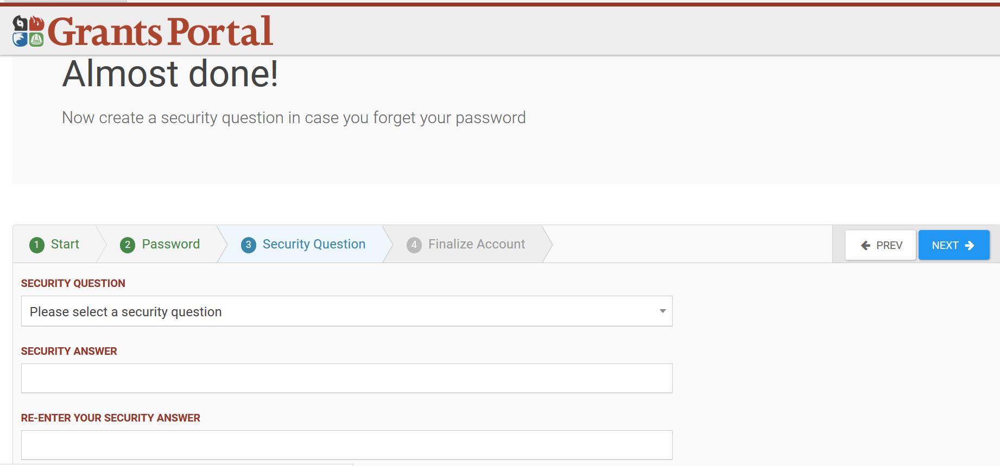 Grants Portal
Almost done!
Now create a security question in case you forget your password
1 Start 2 Password 3 Security Question 4 Finalize Account PREV NEXT
SECURITY QUESTION
Please select a security question
SECURITY ANSWER
RE-ENTER YOUR SECURITY ANSWER